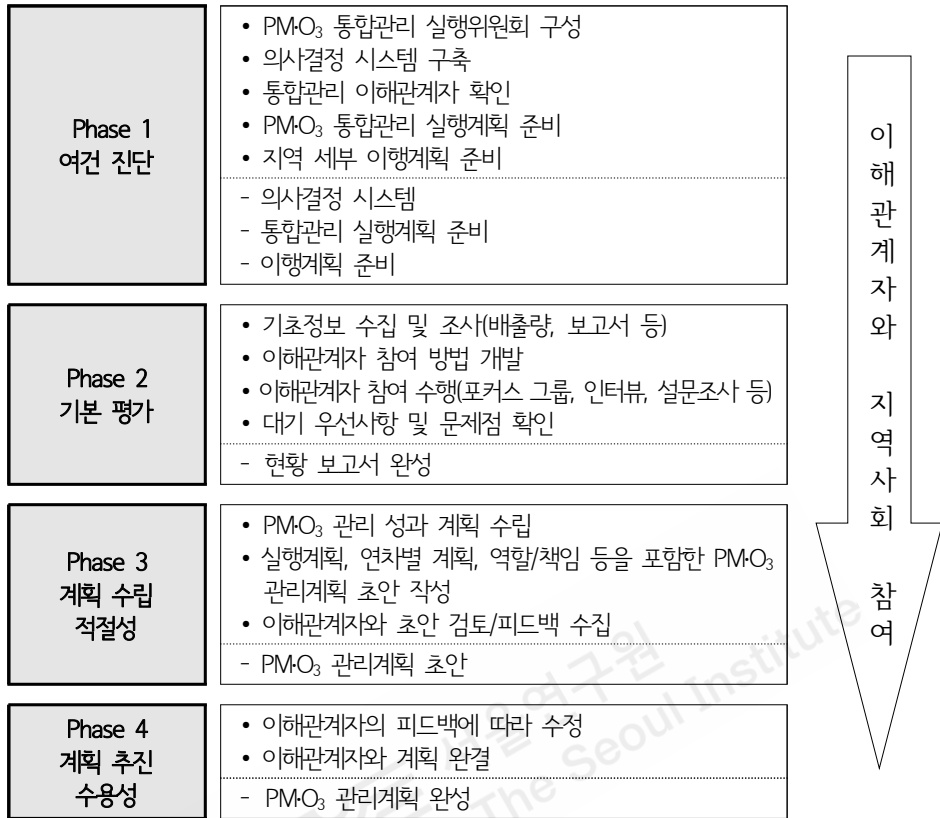 Phase 1
여건 진단
• PM·O₃ 통합관리 실행위원회 구성
• 의사결정 시스템 구축
• 통합관리 이해관계자 확인
• PM·O₃ 통합관리 실행계획 준비
• 지역 세부 이행계획 준비
- 의사결정 시스템
- 통합관리 실행계획 준비
- 이행계획 준비
Phase 2
기본 평가
• 기초정보 수집 및 조사(배출량, 보고서 등)
• 이해관계자 참여 방법 개발
• 이해관계자 참여 수행(포커스 그룹, 인터뷰, 설문조사 등)
• 대기 우선사항 및 문제점 확인
- 현황 보고서 완성
Phase 3
계획 수립
적절성
• PM·O₃ 관리 성과 계획 수립
• 실행계획, 연차별 계획, 역할/책임 등을 포함한 PM·O₃
관리계획 초안 작성
• 이해관계자와 초안 검토/피드백 수집
- PM·O₃ 관리계획 초안
Phase 4
계획 추진
수용성
• 이해관계자의 피드백에 따라 수정
• 이해관계자와 계획 완결
- PM·O₃ 관리계획 완성
이해관계자와 지역사회 참여
서울연구원
The Seoul Institute